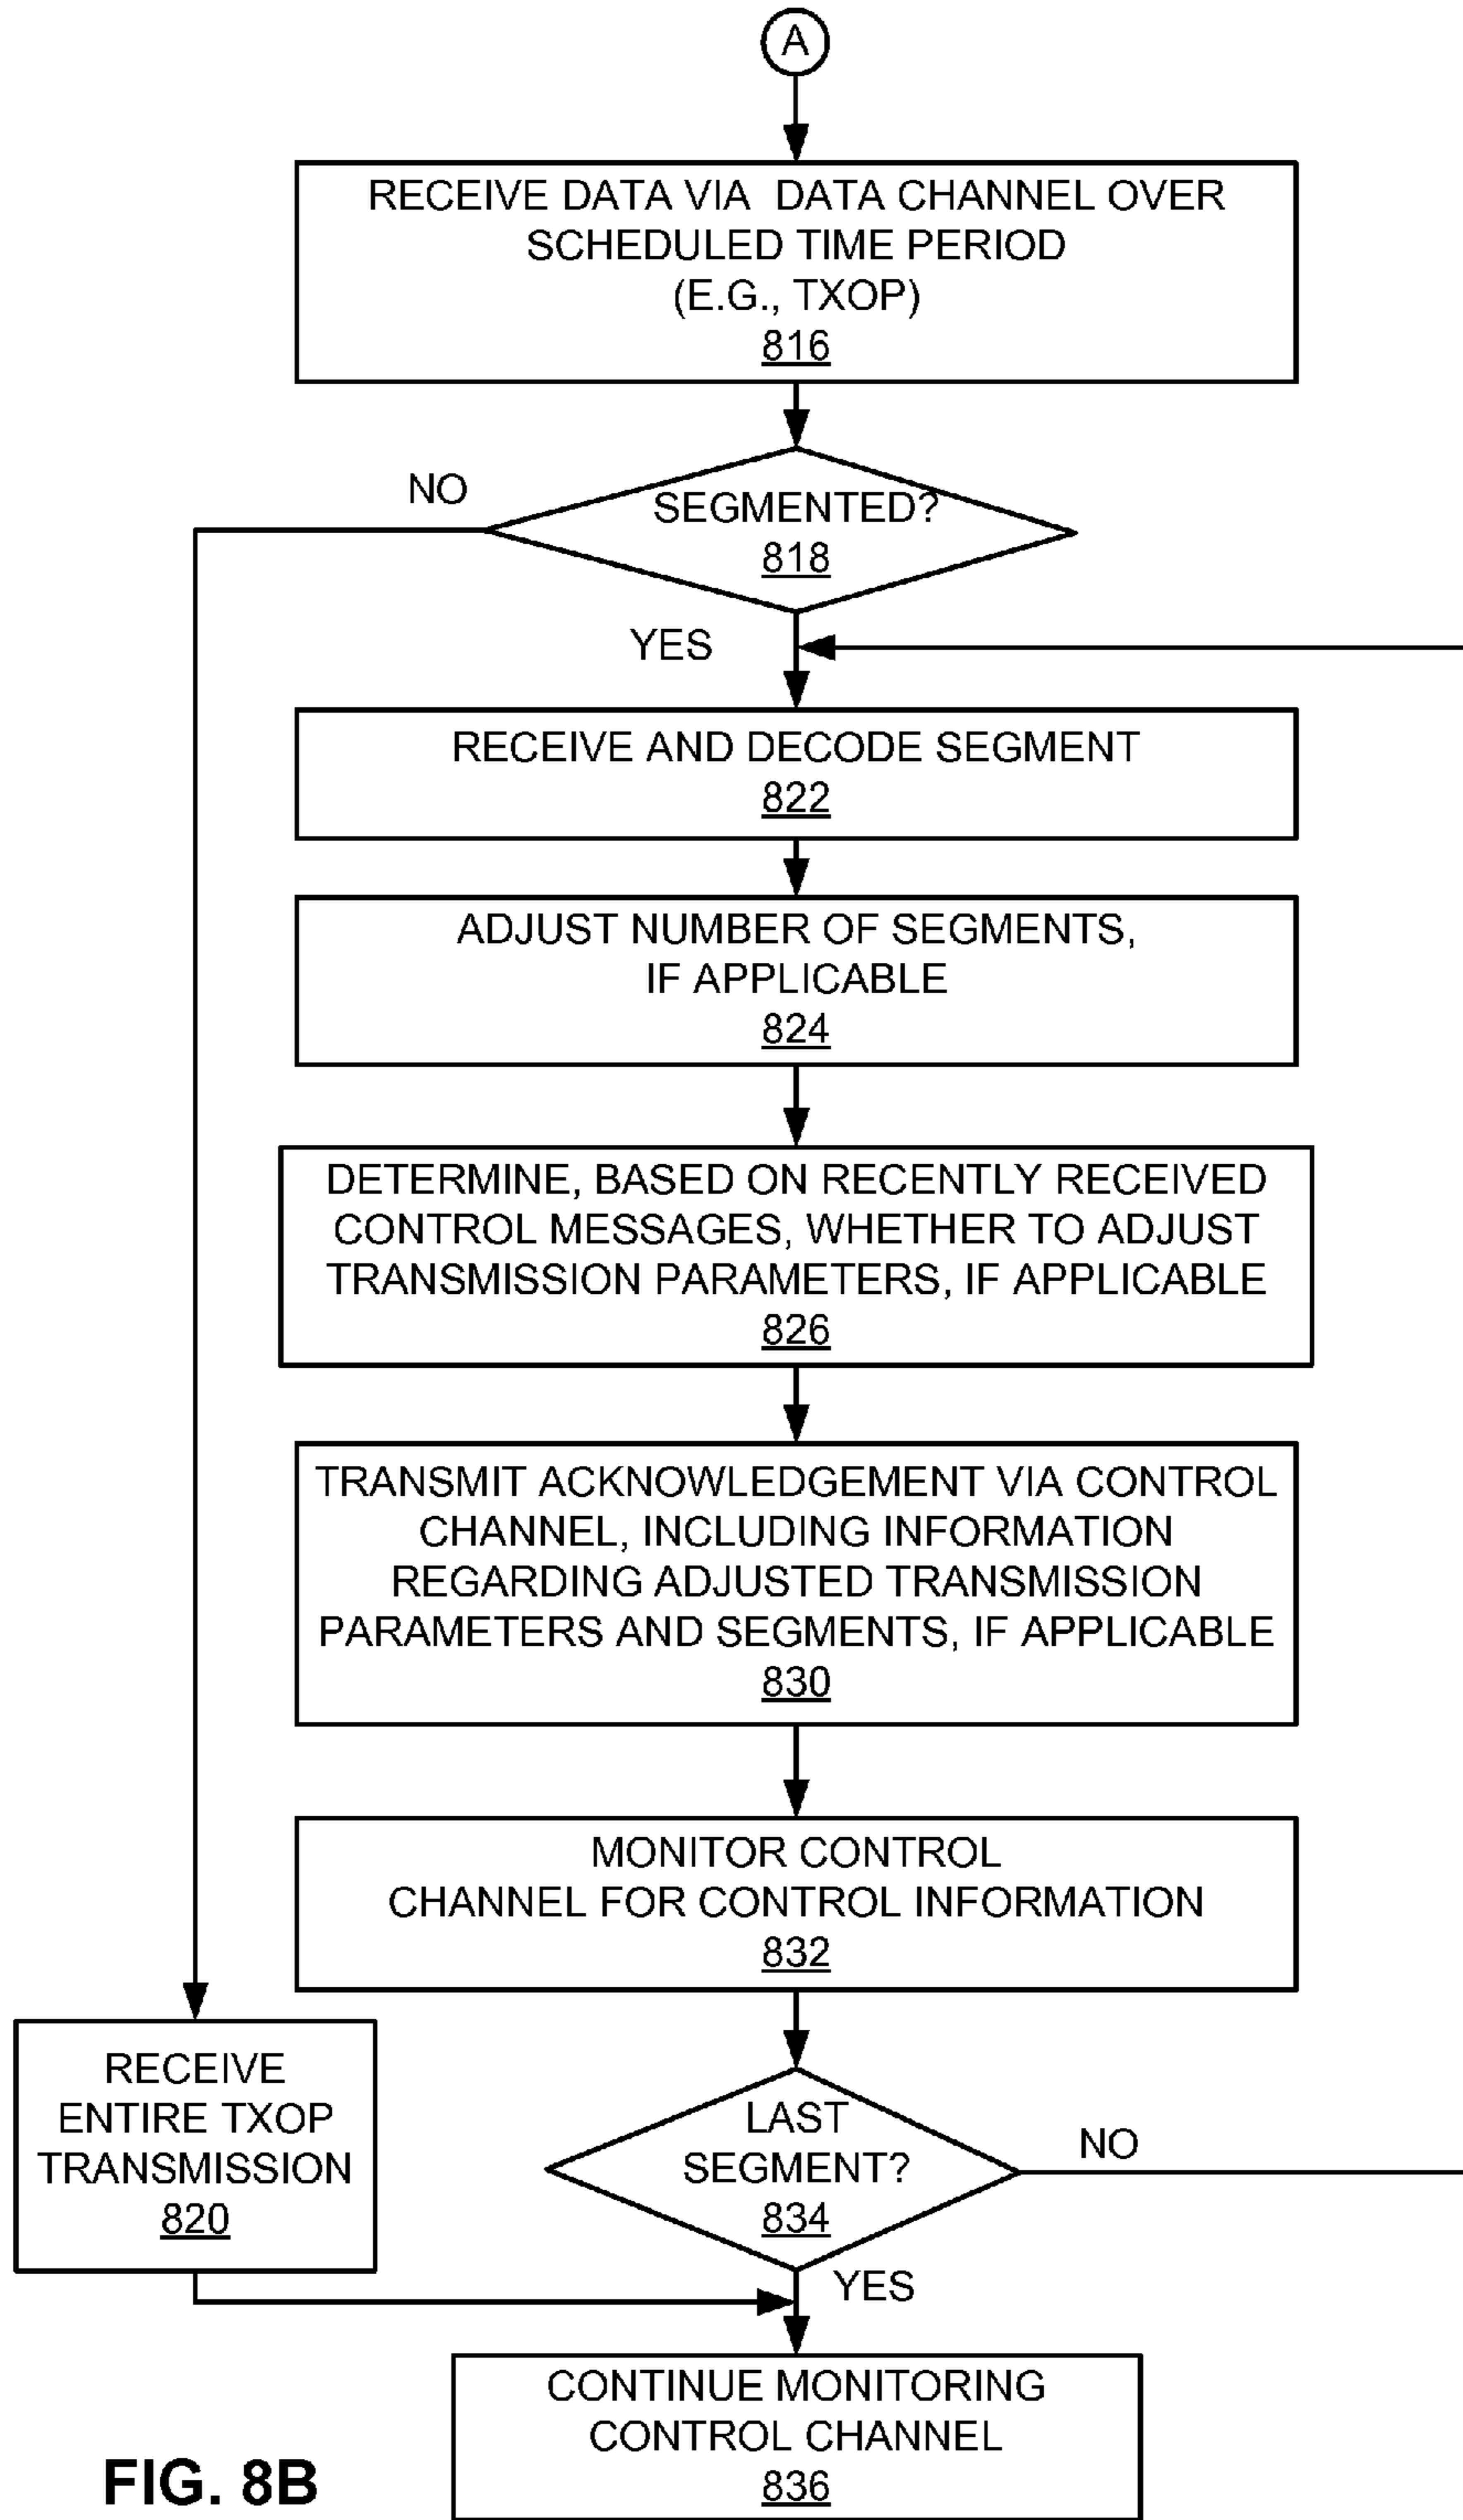 A
RECEIVE DATA VIA DATA CHANNEL OVER
SCHEDULED TIME PERIOD
(E.G., TXOP)
816
NO
SEGMENTED?
818
YES
RECEIVE AND DECODE SEGMENT
822
ADJUST NUMBER OF SEGMENTS,
IF APPLICABLE
824
DETERMINE, BASED ON RECENTLY RECEIVED
CONTROL MESSAGES, WHETHER TO ADJUST
TRANSMISSION PARAMETERS, IF APPLICABLE
826
TRANSMIT ACKNOWLEDGEMENT VIA CONTROL
CHANNEL, INCLUDING INFORMATION
REGARDING ADJUSTED TRANSMISSION
PARAMETERS AND SEGMENTS, IF APPLICABLE
830
MONITOR CONTROL
CHANNEL FOR CONTROL INFORMATION
832
RECEIVE
ENTIRE TXOP
TRANSMISSION
820
LAST
SEGMENT?
834
NO
YES
CONTINUE MONITORING
CONTROL CHANNEL
836
FIG. 8B